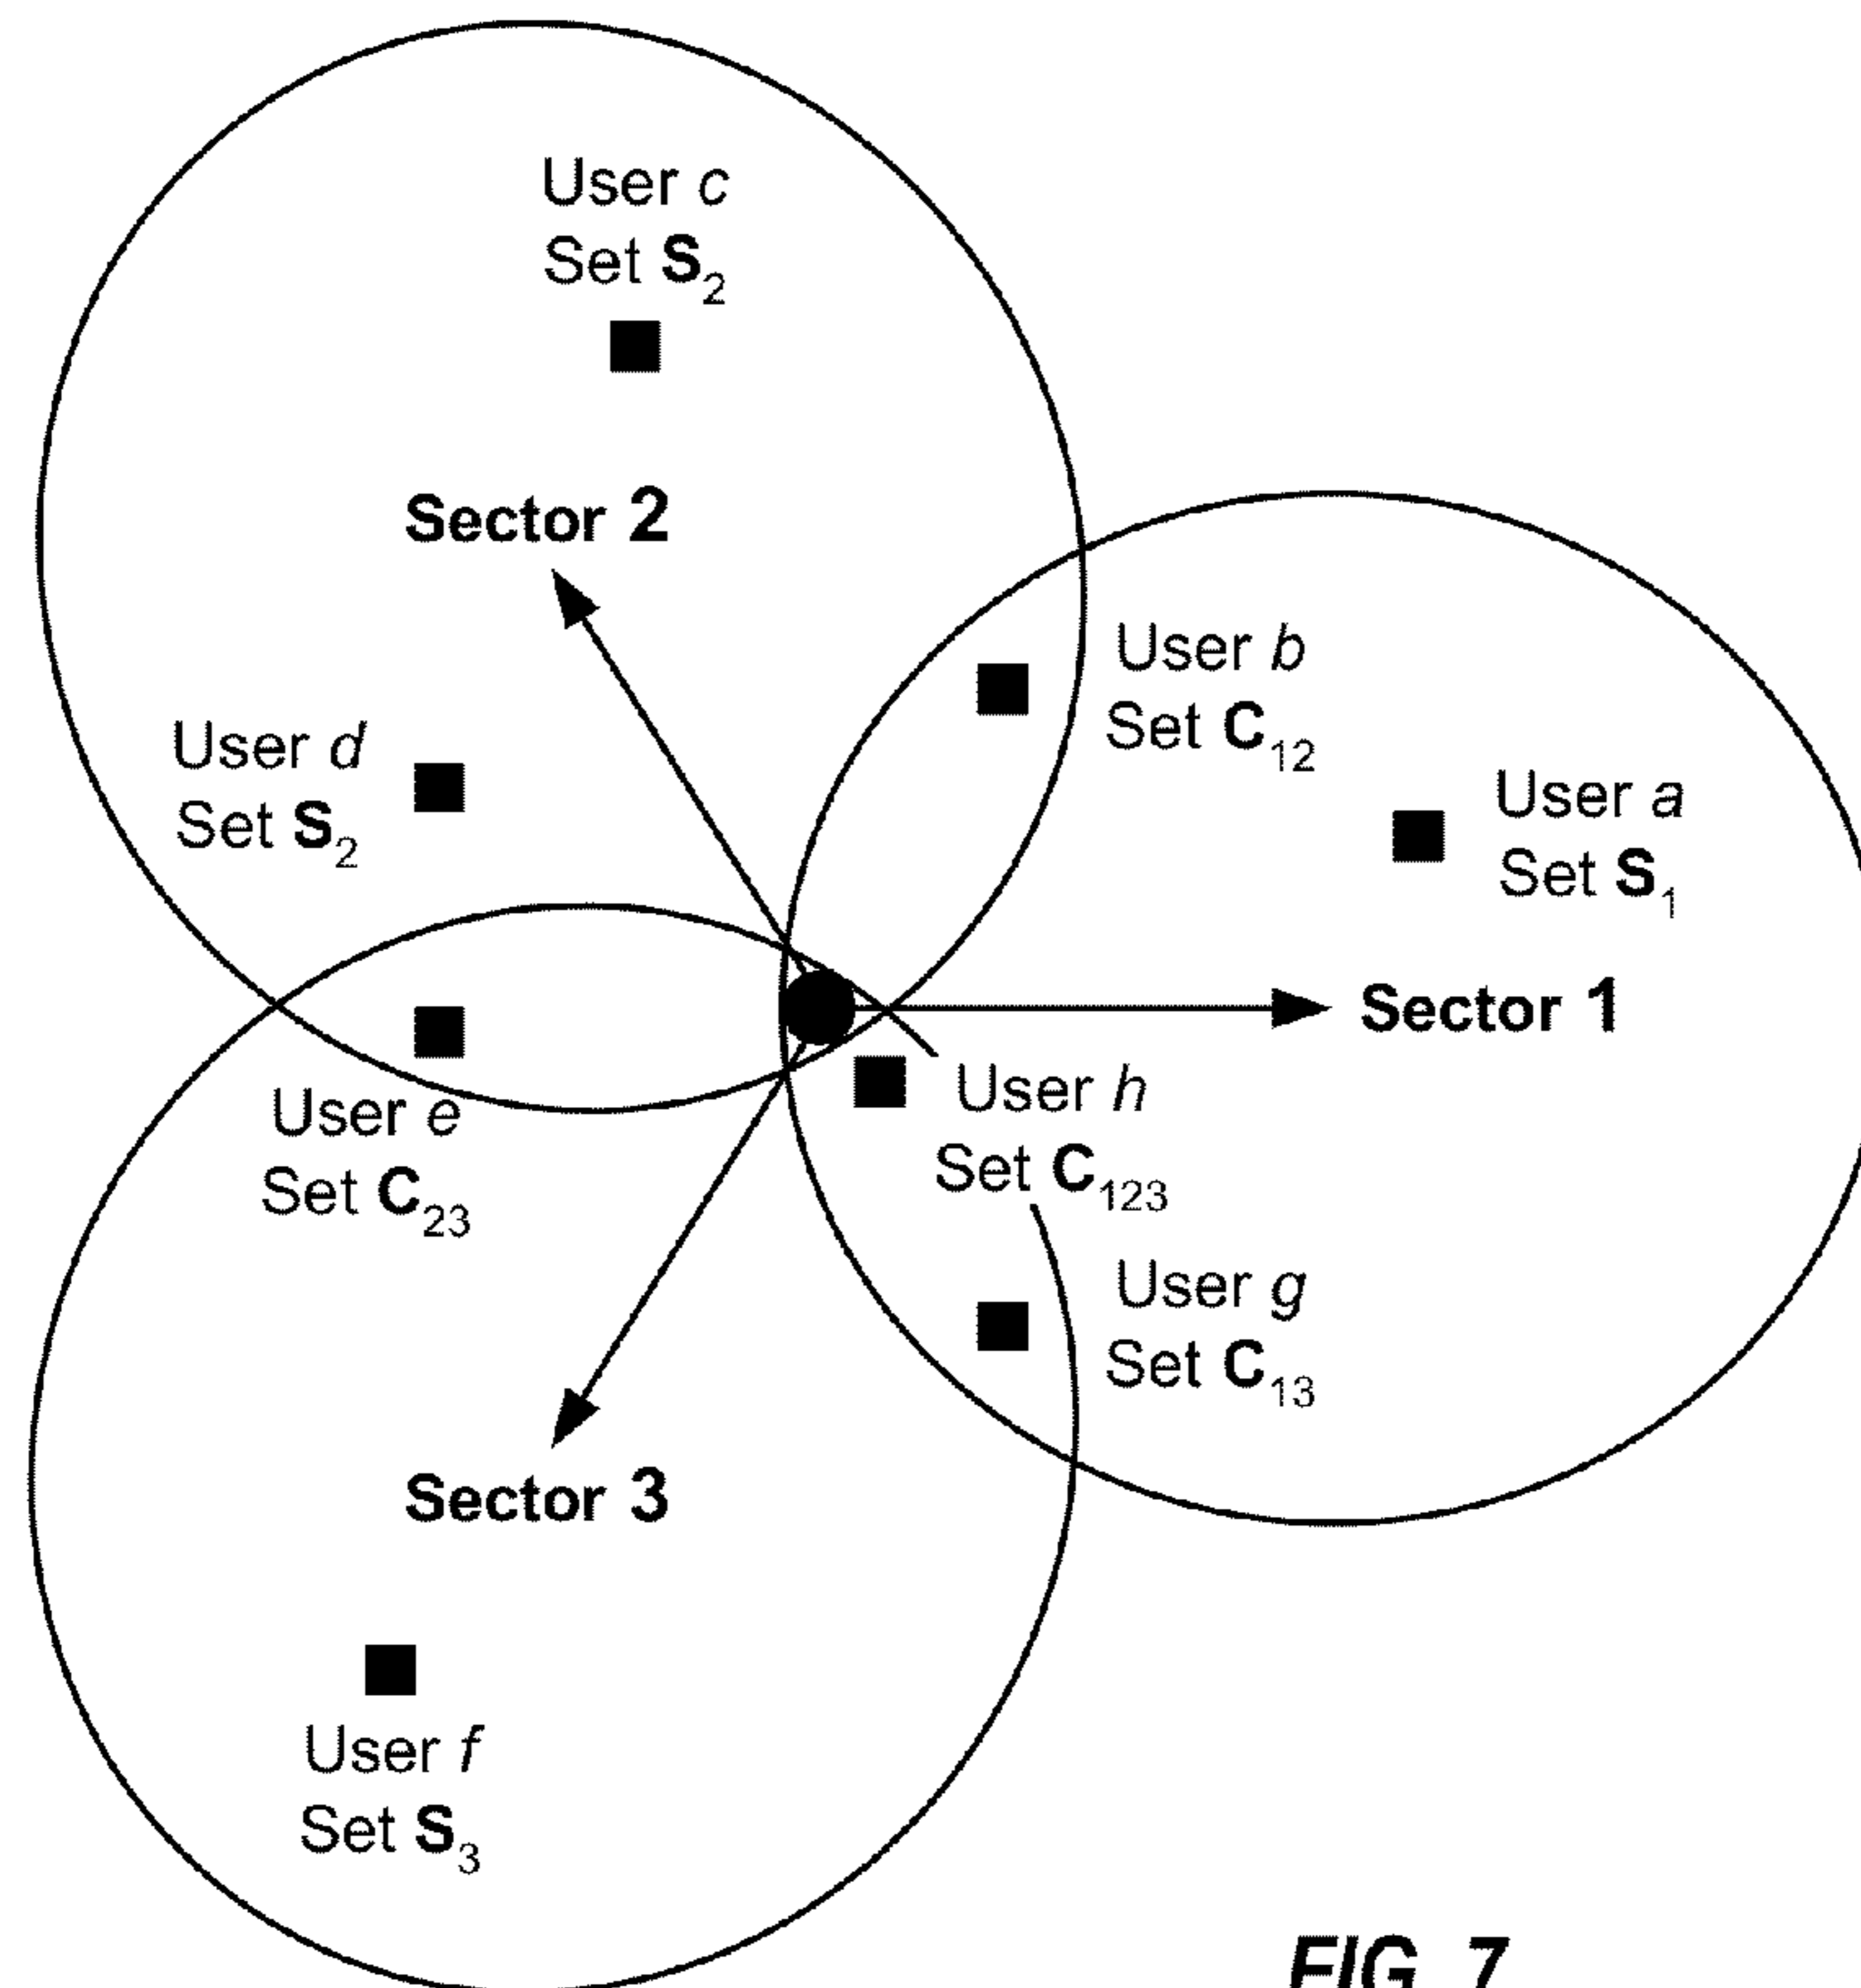 User c
Set S2
Sector 2
User b
Set C12
User d
Set S2
User a
Set S1
Sector 1
User e
Set C23
User h
Set C123
User g
Set C13
Sector 3
User f
Set S3
FIG. 7